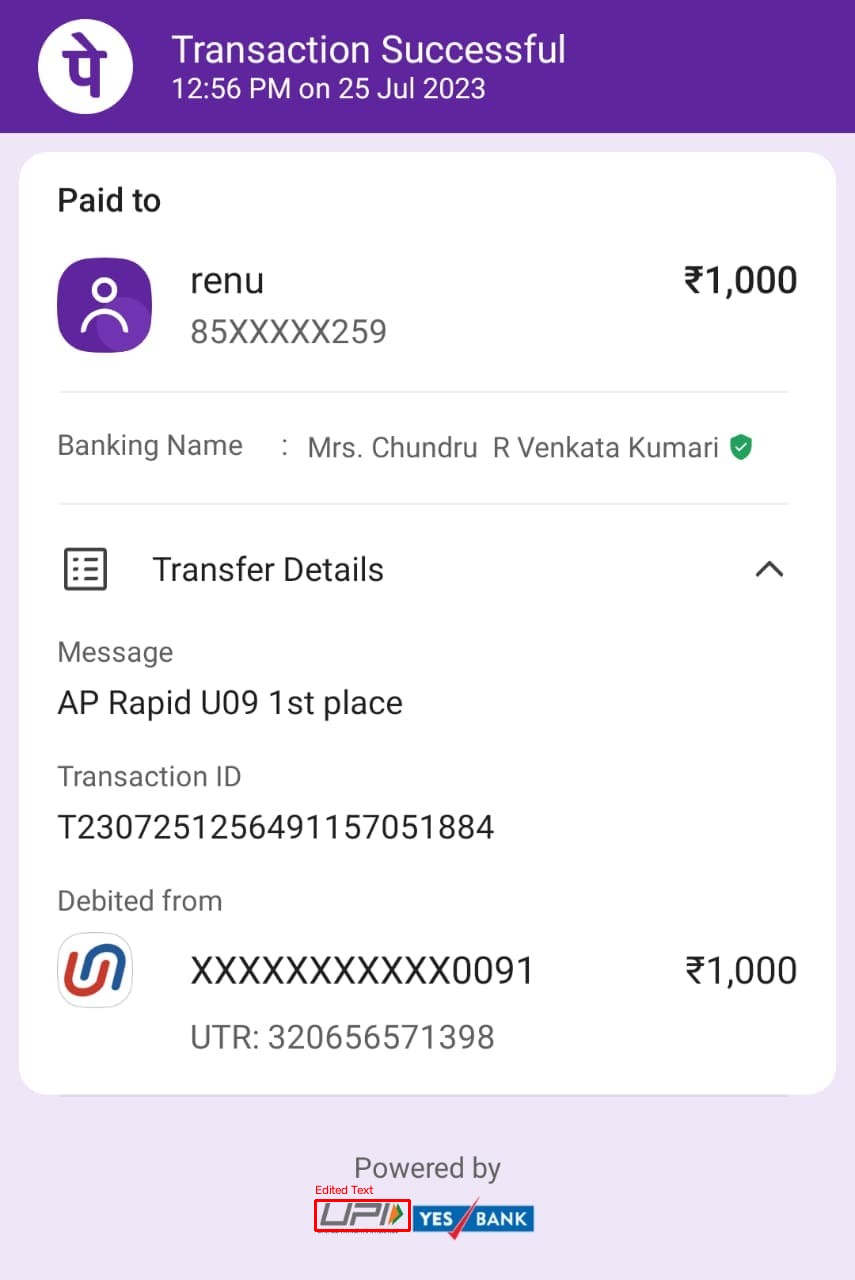 पे
Transaction Successful
12:56 PM on 25 Jul 2023
Paid to
renu
₹1,000
85XXXXX259
Banking Name : Mrs. Chundru R Venkata Kumari
Transfer Details
Message
AP Rapid U09 1st place
Transaction ID
T2307251256491157051884
Debited from
XXXXXXXXXXX0091
₹1,000
UTR: 320656571398
Powered by
Edited Text
UPI YES BANK